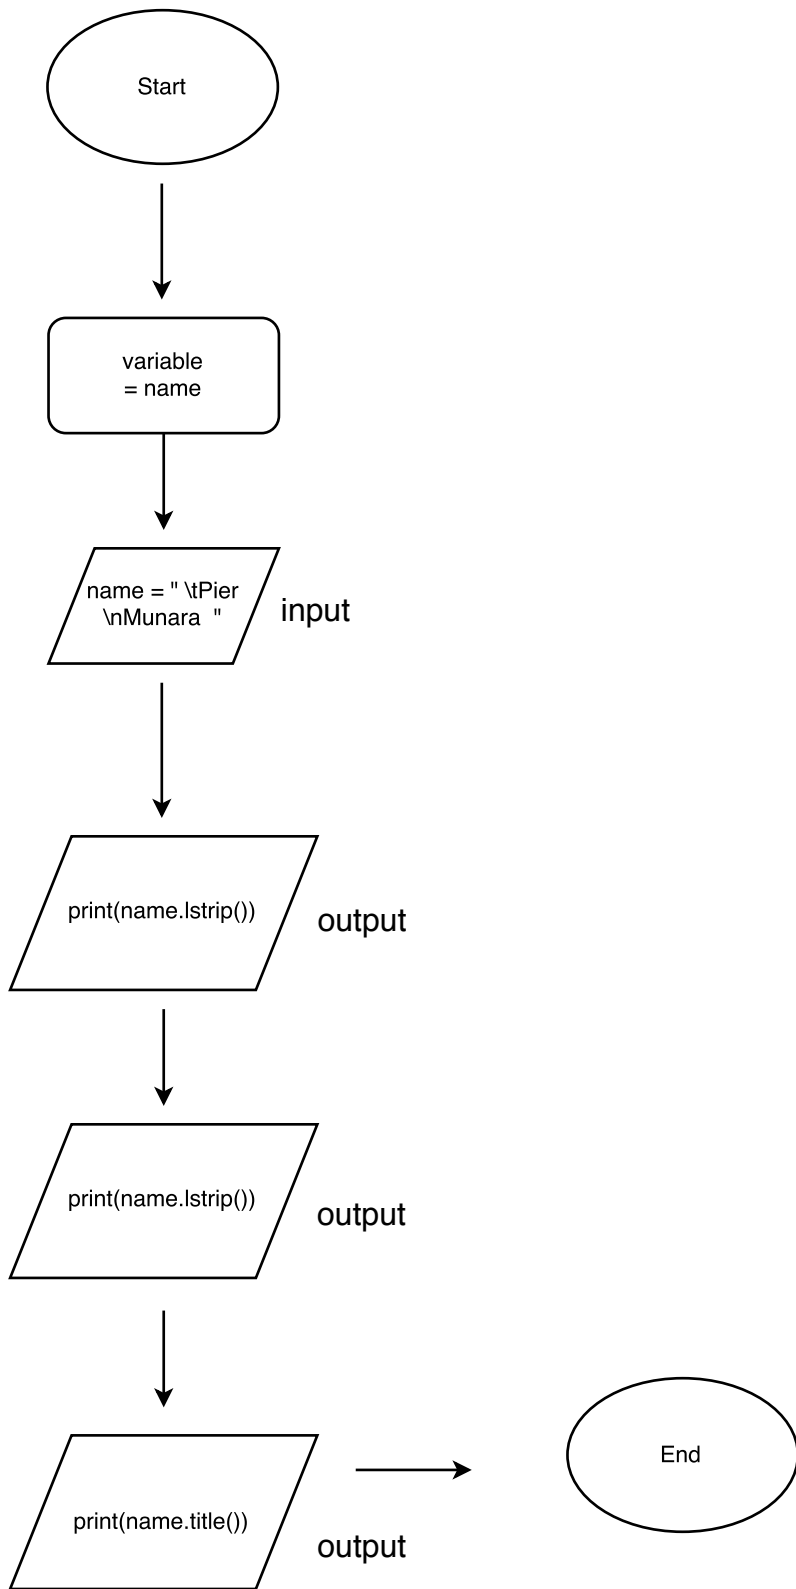 Start
variable
= name
name = " \tPier
\nMunara  "
input
print(name.lstrip())
output
print(name.lstrip())
output
print(name.title())
output
End